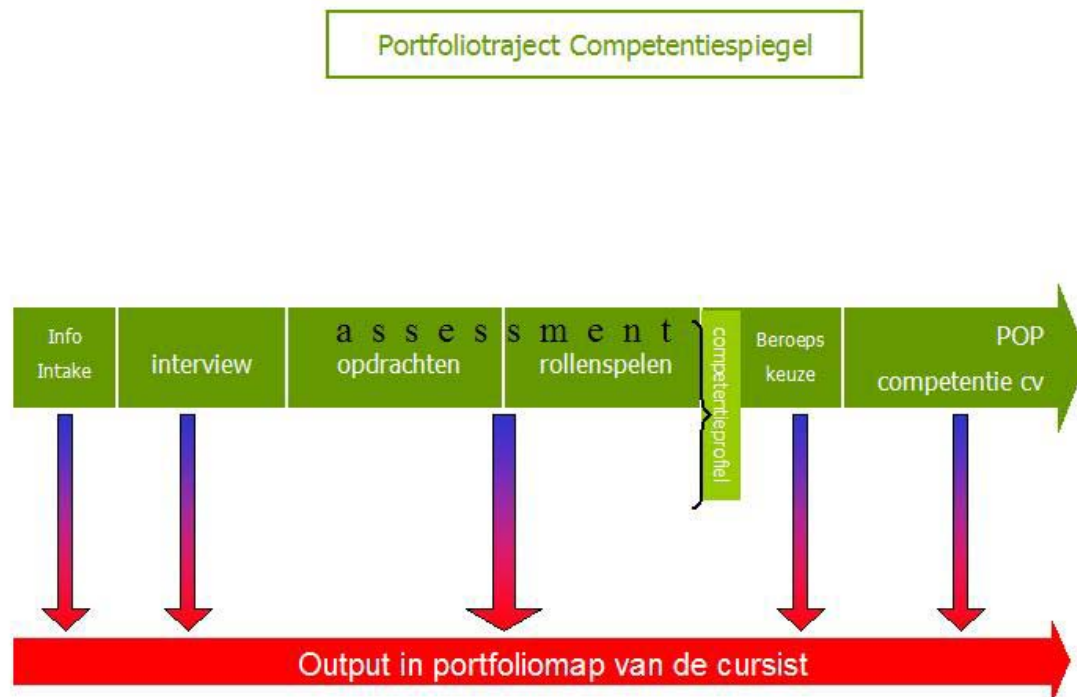 Portfoliotraject Competentiespiegel
Info
Intake
interview
assessment
opdrachten
rollenspelen
competentieprofiel
Beroeps
keuze
POP
competentie cv
Output in portfoliomap van de cursist